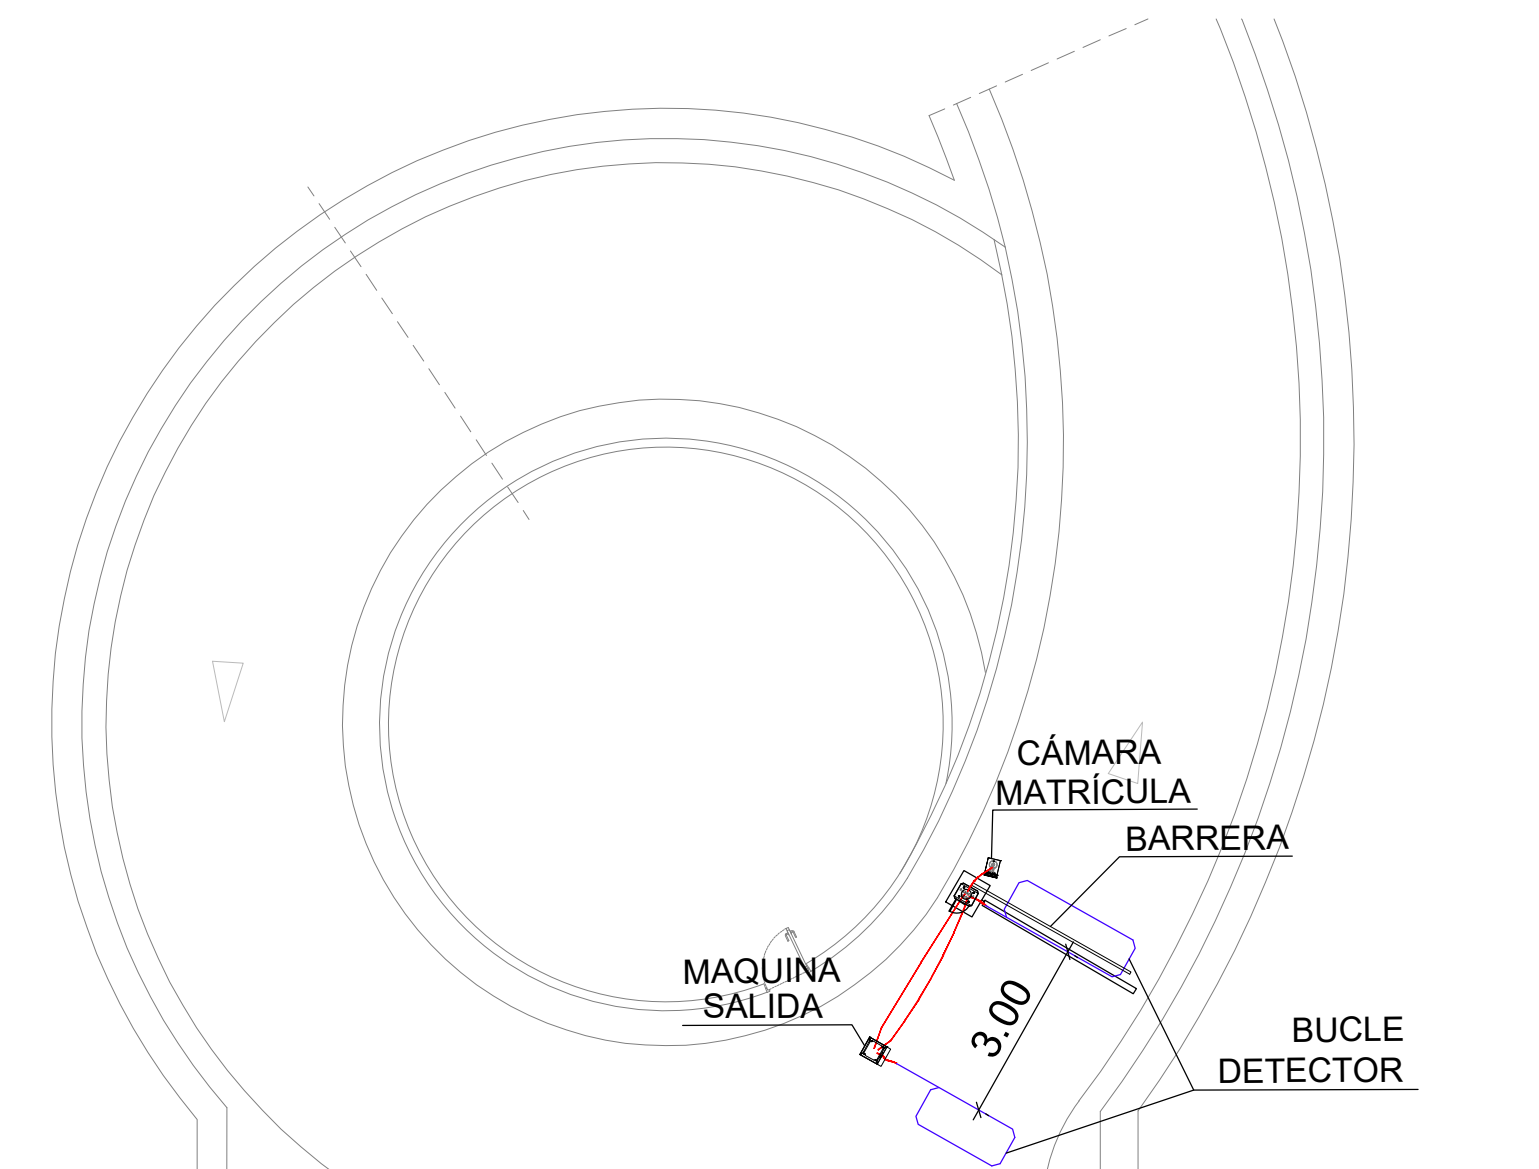 CÁMARA
MATRÍCULA
BARRERA
MAQUINA
SALIDA
3.00
BUCLE
DETECTOR